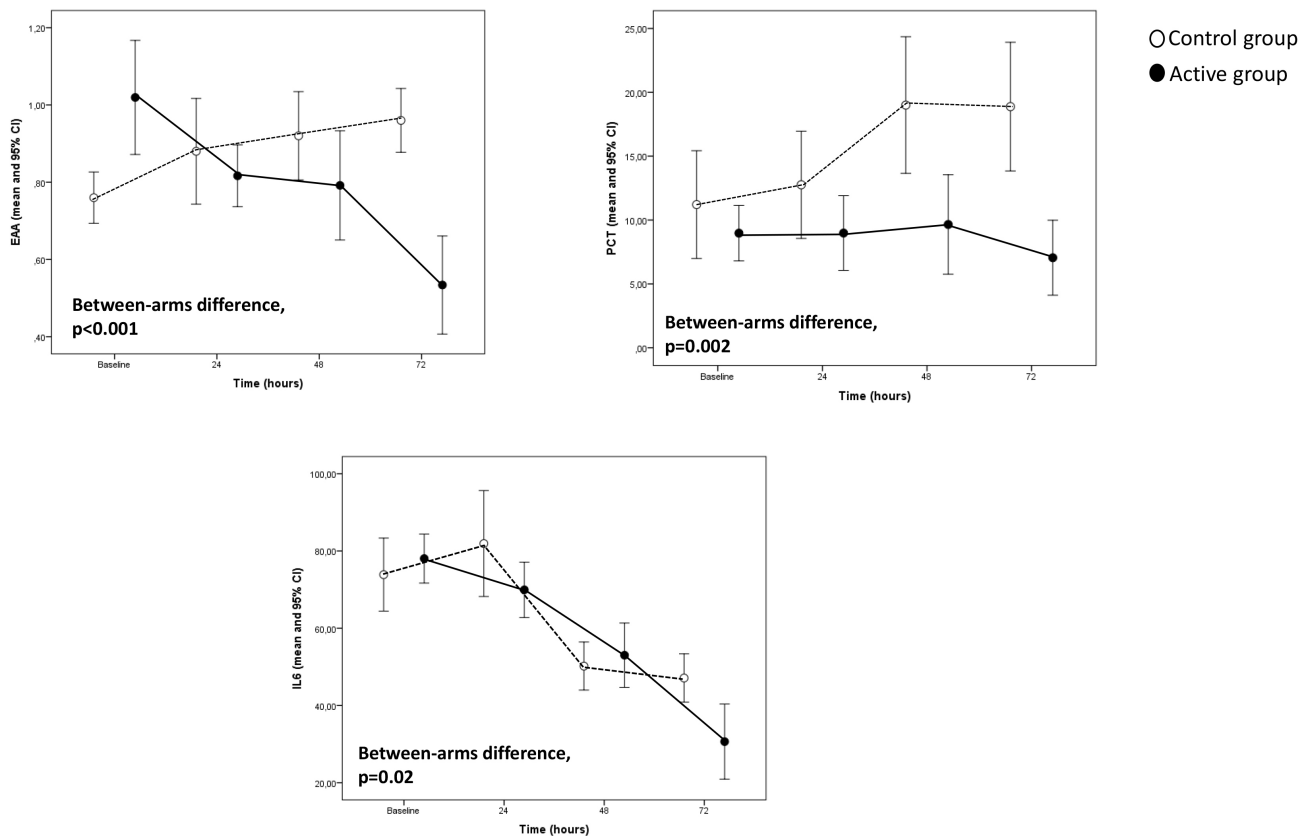 Control group
Active group
1,20
1,00
,80
,60
,40
EAA (mean and 95% CI)
Between-arms difference,
p<0.001
Baseline
24
48
72
Time (hours)
25,00
20,00
15,00
10,00
5,00
,00
PCT (mean and 95% CI)
Between-arms difference,
p=0.002
Baseline
24
48
72
Time (hours)
100,00
80,00
60,00
40,00
20,00
IL6 (mean and 95% CI)
Between-arms difference,
p=0.02
Baseline
24
48
72
Time (hours)